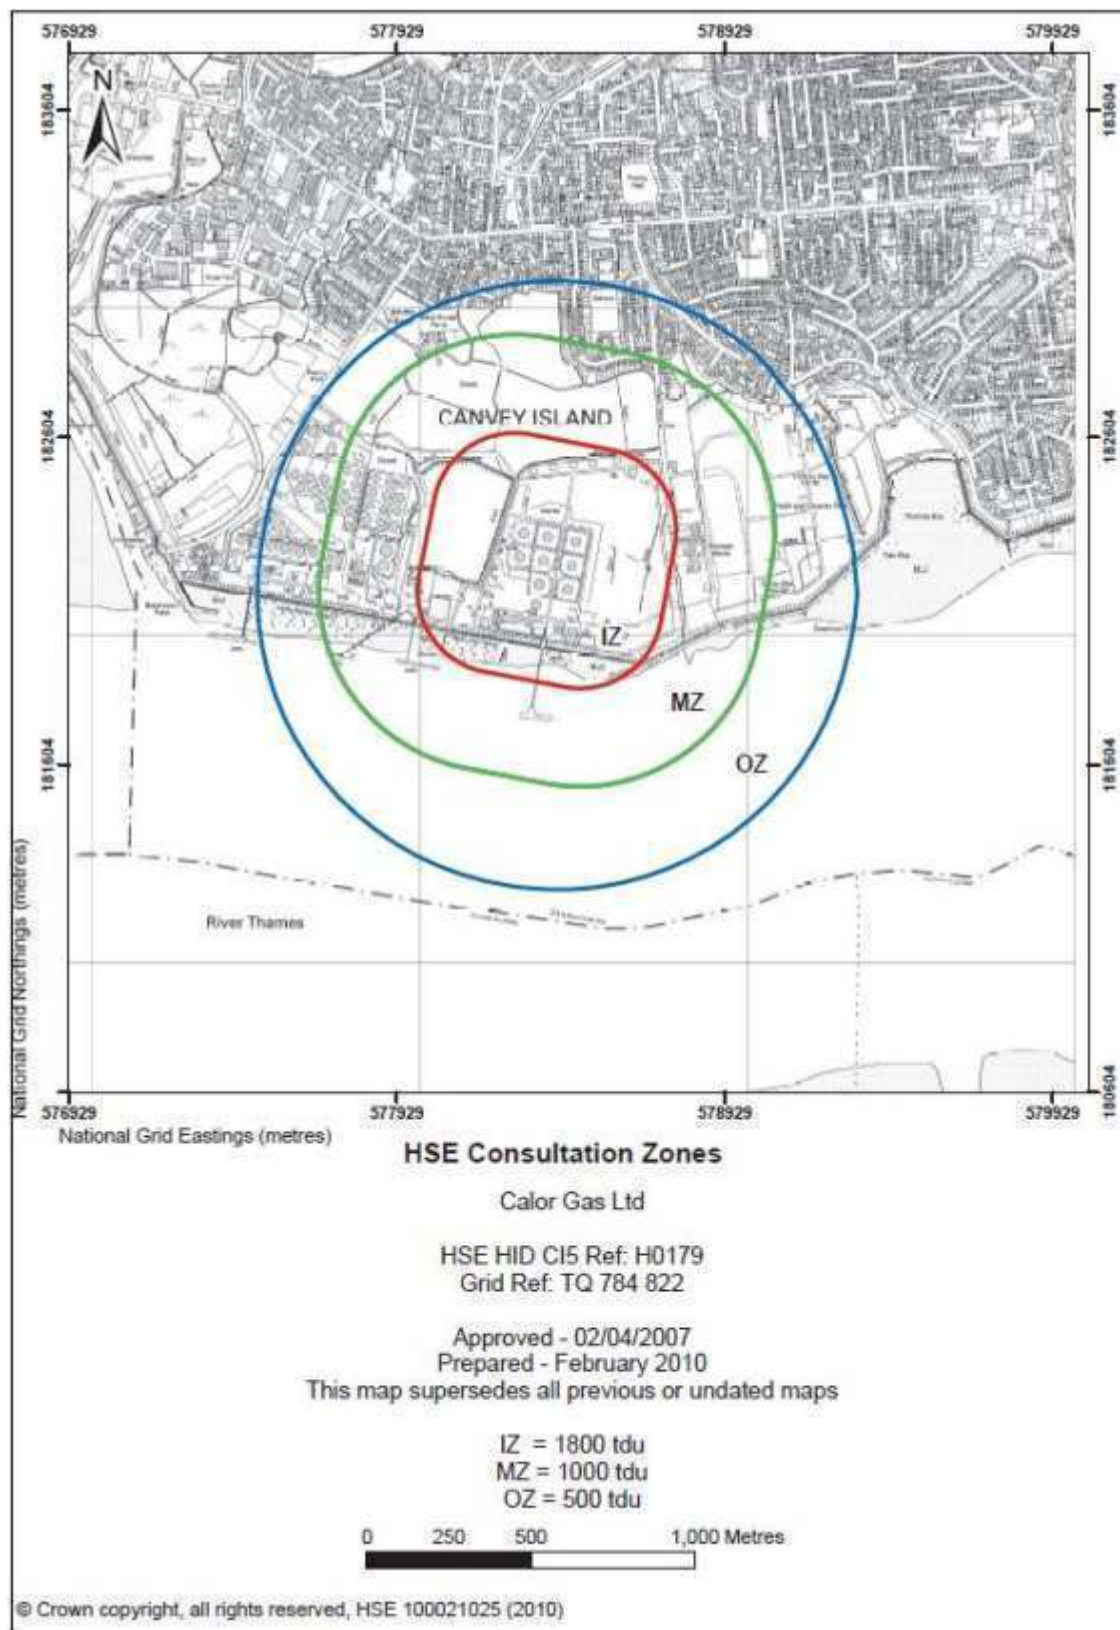 576929 577929 578929 579929
N
183604 183604
CANVEY ISLAND
182604 182604
IZ
MZ
OZ
181604 181604
River Thames
National Grid Northings (metres)
180604
576929 577929 578929 579929
National Grid Eastings (metres)
HSE Consultation Zones
Calor Gas Ltd
HSE HID CI5 Ref: H0179
Grid Ref: TQ 784 822
Approved - 02/04/2007
Prepared - February 2010
This map supersedes all previous or undated maps
IZ = 1800 tdu
MZ = 1000 tdu
OZ = 500 tdu
0 250 500 1,000 Metres
© Crown copyright, all rights reserved, HSE 100021025 (2010)